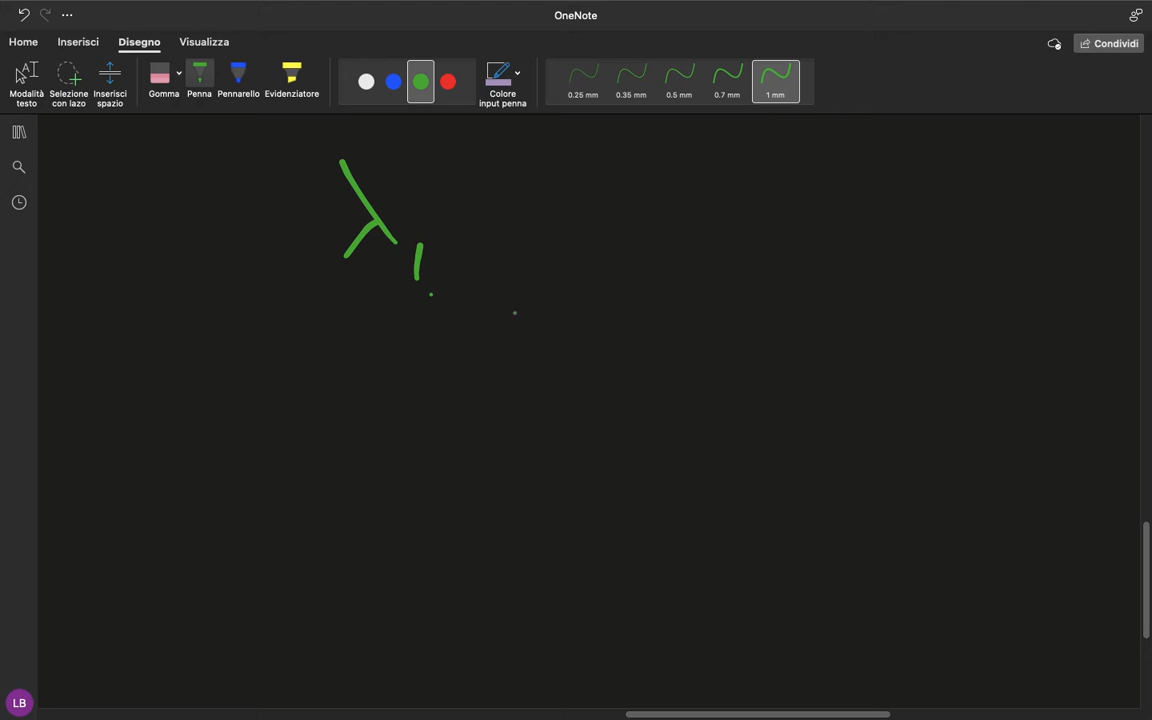 OneNote
Home Inserisci Disegno Visualizza
Condividi
Modalità testo
Selezione con lazo
Inserisci spazio
Gomma
Penna
Pennarello
Evidenziatore
Colore input penna
0.25 mm
0.35 mm
0.5 mm
0.7 mm
1 mm
λ₁
LB